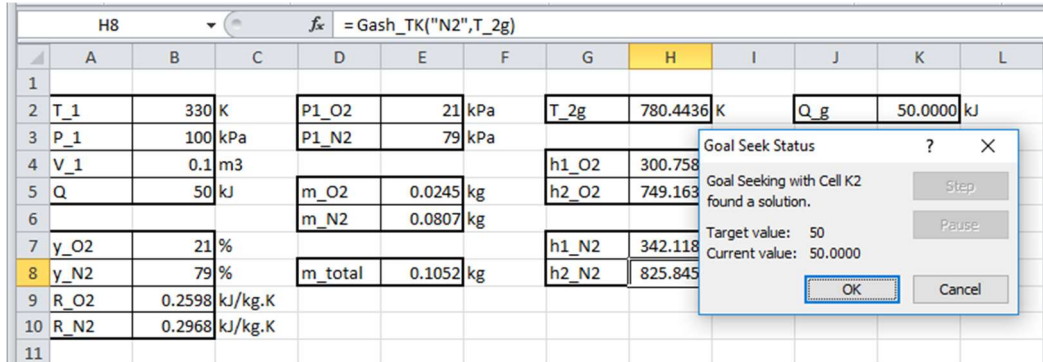 H8 fx =Gash_TK("N2",T_2g)
A B C D E F G H I J K L
1
2 T_1 330 K P1_O2 21 kPa T_2g 780.4436 K Q_g 50.0000 kJ
3 P_1 100 kPa P1_N2 79 kPa
4 V_1 0.1 m3 h1_O2 300.758
5 Q 50 kJ m_O2 0.0245 kg h2_O2 749.163
6 m_N2 0.0807 kg
7 y_O2 21 % h1_N2 342.118
8 y_N2 79 % m_total 0.1052 kg h2_N2 825.845
9 R_O2 0.2598 kJ/kg.K
10 R_N2 0.2968 kJ/kg.K
11
Goal Seek Status ? ×
Goal Seeking with Cell K2
found a solution.
Step
Pause
Target value: 50
Current value: 50.0000
OK Cancel